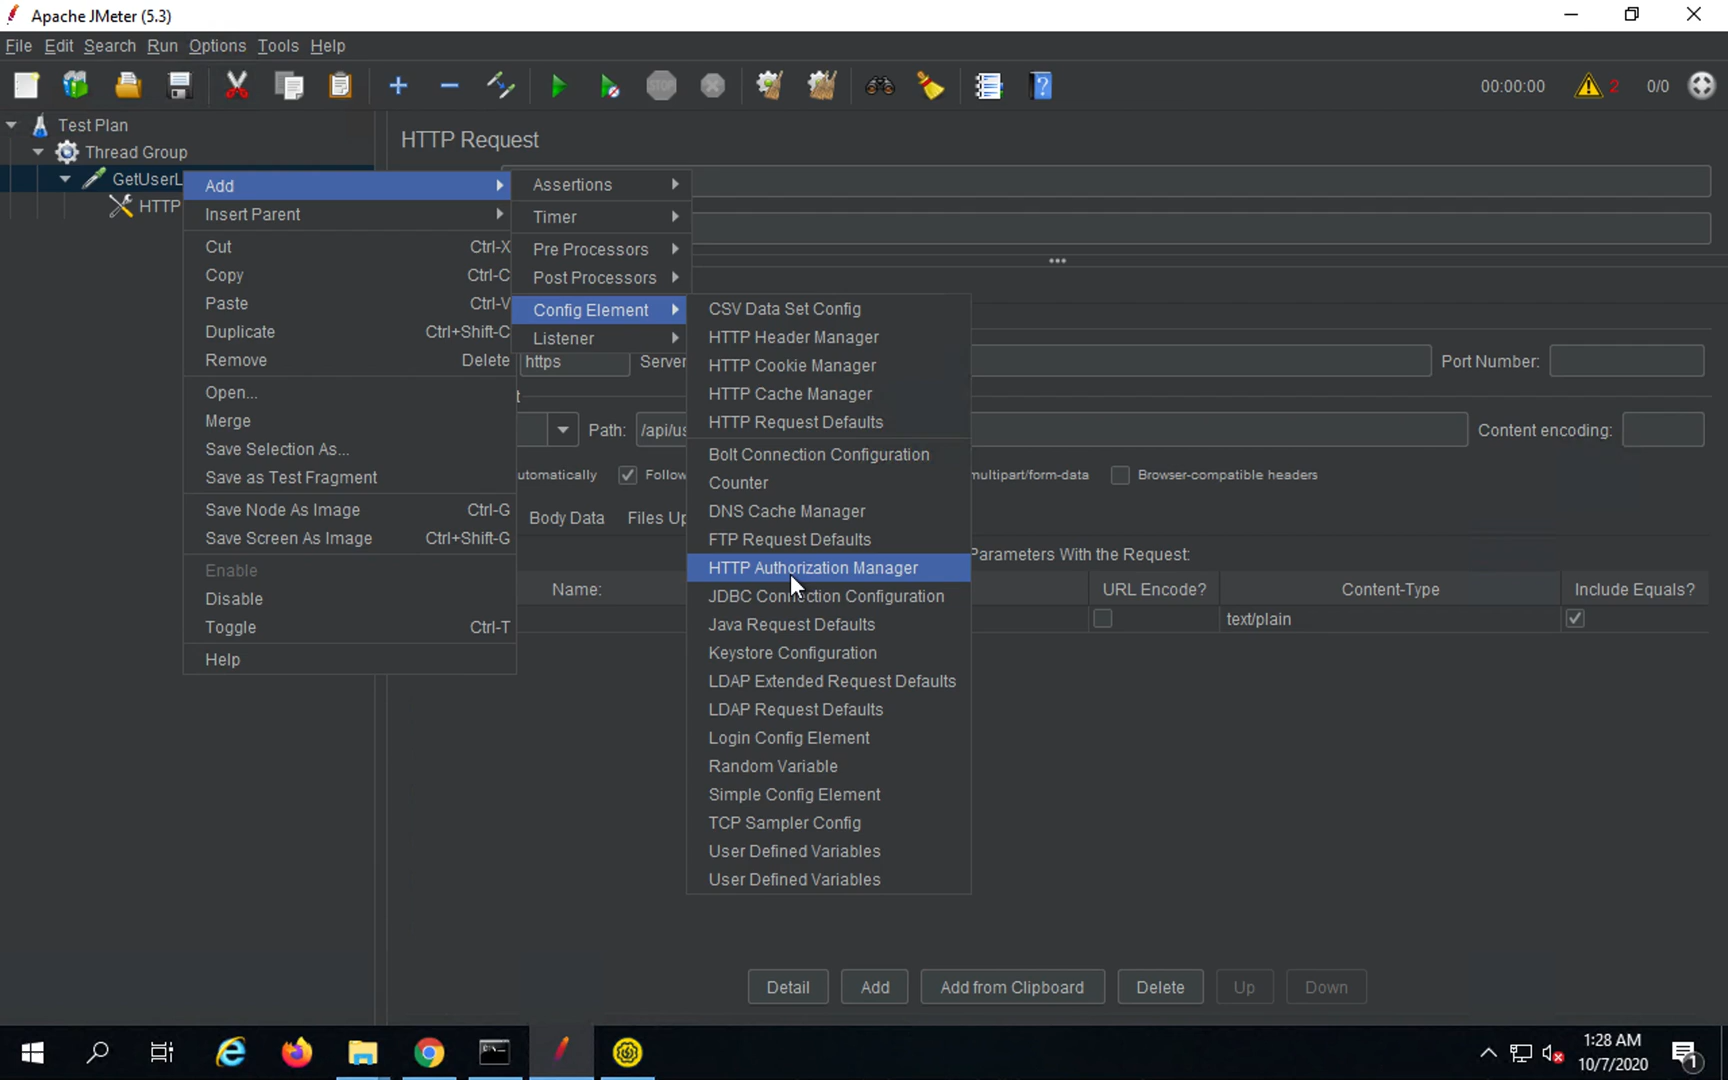 Apache JMeter (5.3)
File Edit Search Run Options Tools Help
STOP
00:00:00 2 0/0
Test Plan
Thread Group
GetUserL
HTTP
HTTP Request
Add
Insert Parent
Cut Ctrl-X
Copy Ctrl-C
Paste Ctrl-V
Duplicate Ctrl+Shift-C
Remove Delete
Open...
Merge
Save Selection As...
Save as Test Fragment
Save Node As Image Ctrl-G
Save Screen As Image Ctrl+Shift-G
Enable
Disable
Toggle Ctrl-T
Help
Assertions
Timer
Pre Processors
Post Processors
Config Element
Listener
CSV Data Set Config
HTTP Header Manager
HTTP Cookie Manager
HTTP Cache Manager
HTTP Request Defaults
Bolt Connection Configuration
Counter
DNS Cache Manager
FTP Request Defaults
HTTP Authorization Manager
JDBC Connection Configuration
Java Request Defaults
Keystore Configuration
LDAP Extended Request Defaults
LDAP Request Defaults
Login Config Element
Random Variable
Simple Config Element
TCP Sampler Config
User Defined Variables
User Defined Variables
https Server Port Number:
t
Path: /api/us Content encoding:
utomatically Follow multipart/form-data Browser-compatible headers
Body Data Files Up
Parameters With the Request:
Name: URL Encode? Content-Type Include Equals?
text/plain
Detail Add Add from Clipboard Delete Up Down
1:28 AM
10/7/2020
1